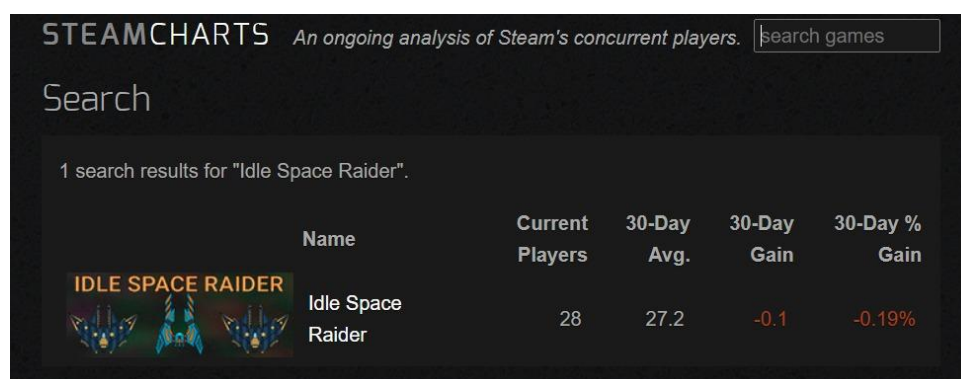 STEAMCHARTS An ongoing analysis of Steam's concurrent players. search games
Search
1 search results for "Idle Space Raider".
Name Current Players 30-Day Avg. 30-Day Gain 30-Day % Gain
IDLE SPACE RAIDER
Idle Space Raider 28 27.2 -0.1 -0.19%